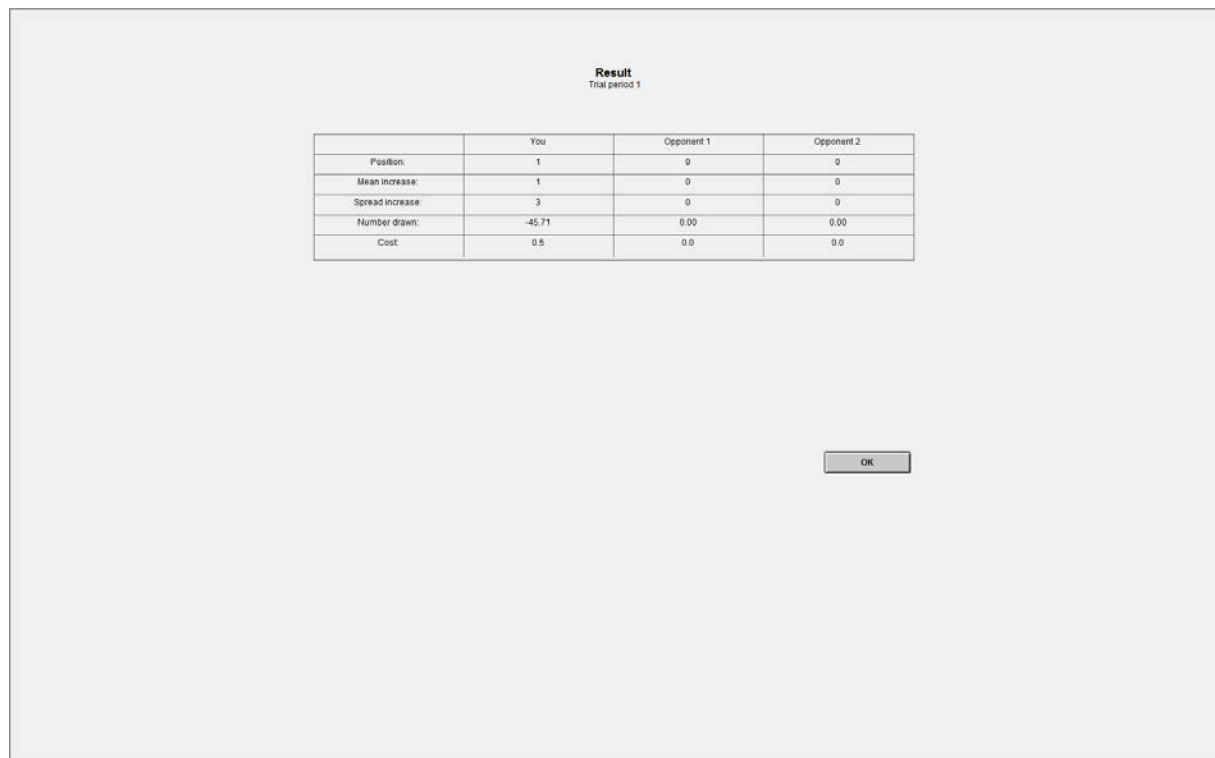 Result
Trial period 1
You Opponent 1 Opponent 2
Position: 1 0 0
Mean increase: 1 0 0
Spread increase: 3 0 0
Number drawn: -45.71 0.00 0.00
Cost: 0.5 0.0 0.0
OK